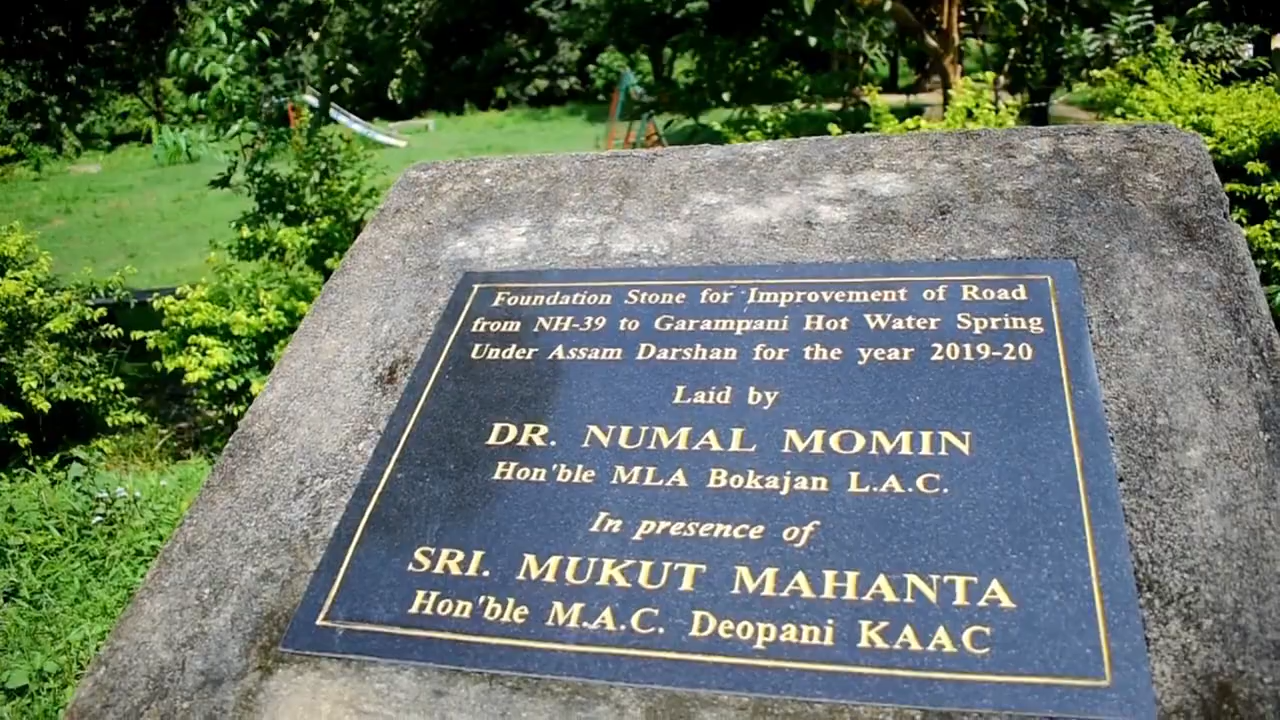 Foundation Stone for Improvement of Road
from NH-39 to Garampani Hot Water Spring
Under Assam Darshan for the year 2019-20
Laid by
DR. NUMAL MOMIN
Hon'ble MLA Bokajan L.A.C.
In presence of
SRI. MUKUT MAHANTA
Hon'ble M.A.C. Deopani KAAC